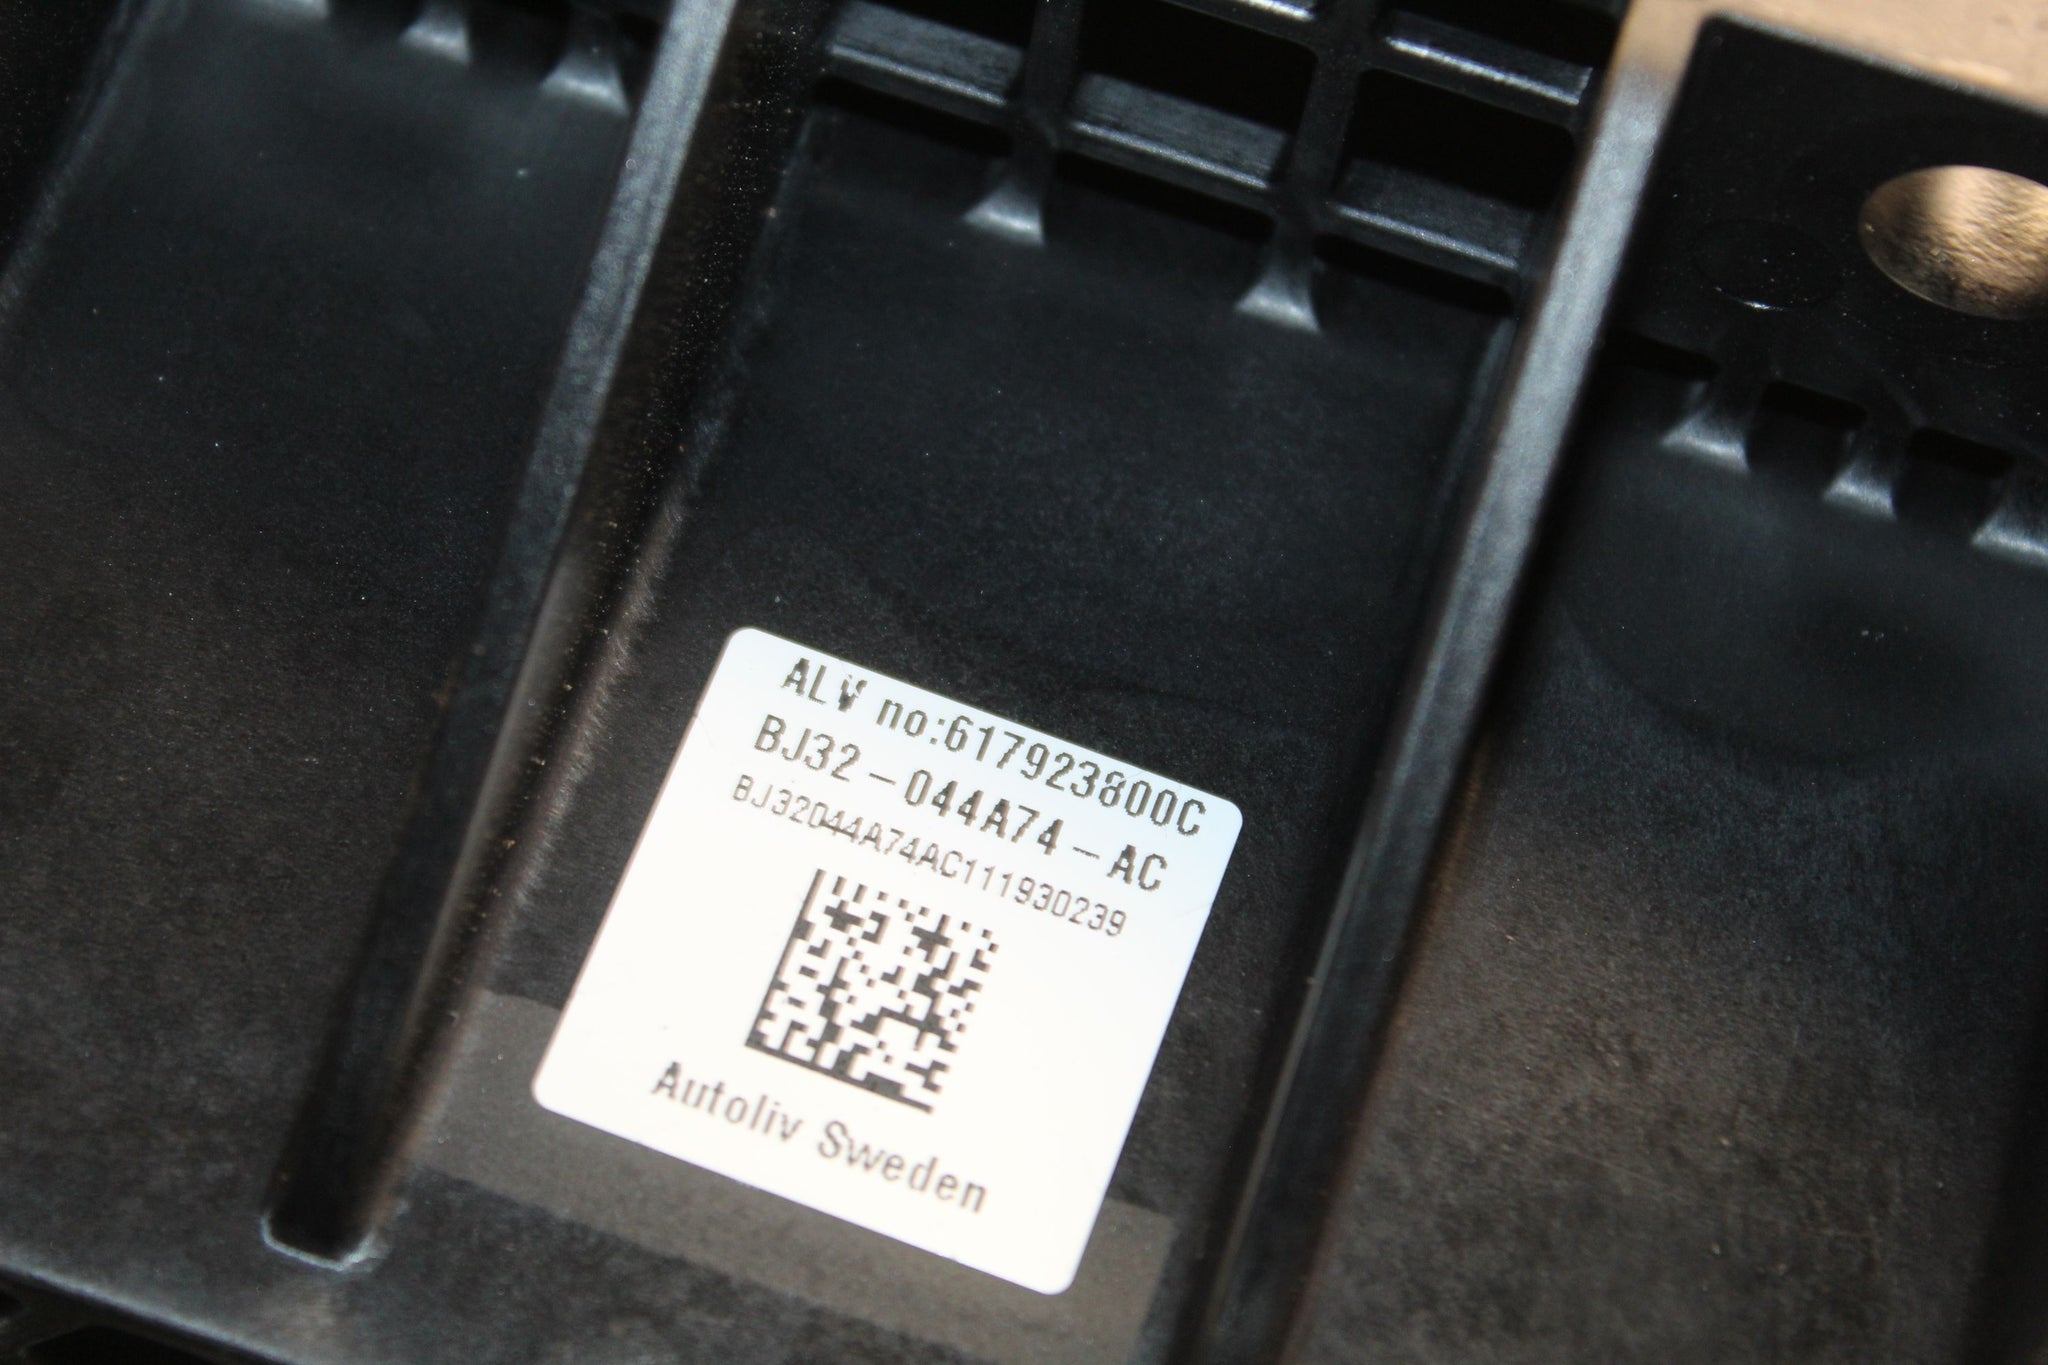 ALV no:617923800C
BJ32-044A74-AC
BJ32044A74AC111930239
Autoliv Sweden